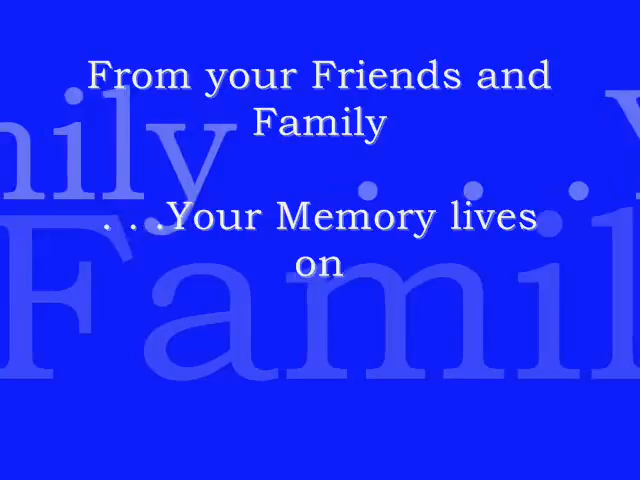 From your Friends and
Family
. . .Your Memory lives
on